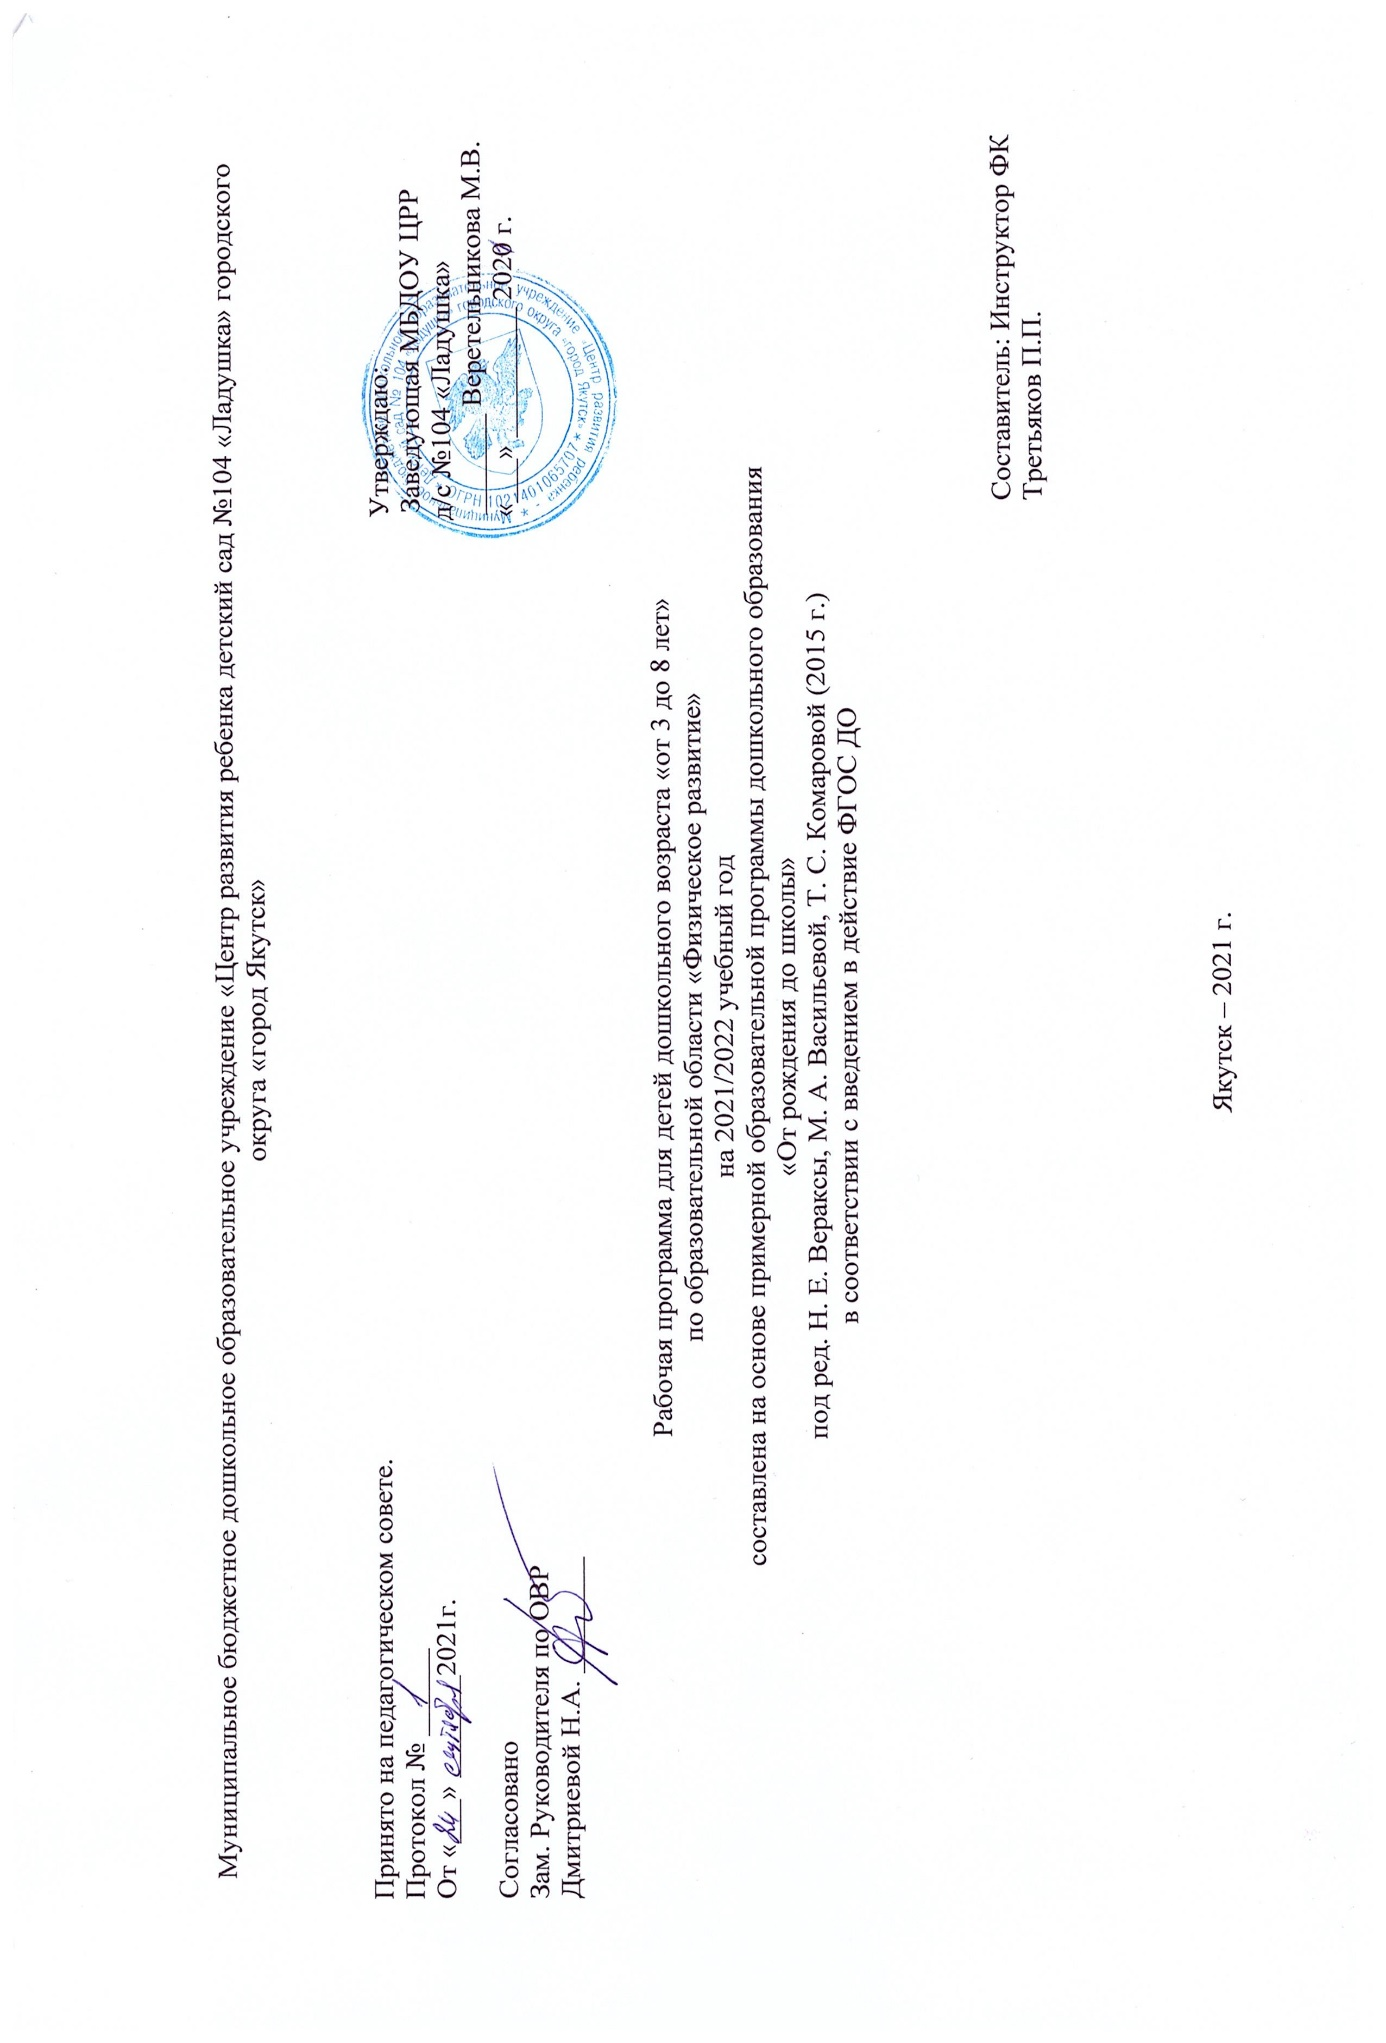 Муниципальное бюджетное дошкольное образовательное учреждение «Центр развития ребенка детский сад №104 «Ладушка» городского
округа «город Якутск»
Принято на педагогическом совете.
Протокол № 1
От «24» 2021г.
Согласовано
Зам. Руководителя по ОВР
Дмитриевой Н.А.
Утверждаю:
Заведующая МБДОУ ЦРР
д/с №104 «Ладушка»
Веретельникова М.В.
« » 2020 г.
ОГРН 1021401065707
Рабочая программа для детей дошкольного возраста «от 3 до 8 лет»
по образовательной области «Физическое развитие»
на 2021/2022 учебный год
составлена на основе примерной образовательной программы дошкольного образования
«От рождения до школы»
под ред. Н. Е. Вераксы, М. А. Васильевой, Т. С. Комаровой (2015 г.)
в соответствии с введением в действие ФГОС ДО
Составитель: Инструктор ФК
Третьяков П.П.
Якутск – 2021 г.